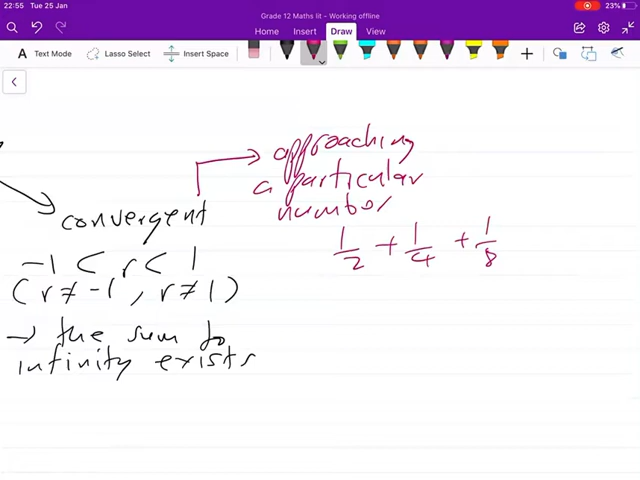 22:55 Tue 25 Jan
Grade 12 Maths lit - Working offline
23%
Home Insert Draw View
Text Mode Lasso Select Insert Space
approaching
a particular
number
convergent
1/2 + 1/4 + 1/8
-1 < r < 1
(r ≠ -1, r ≠ 1)
→ the sum to
infinity exists